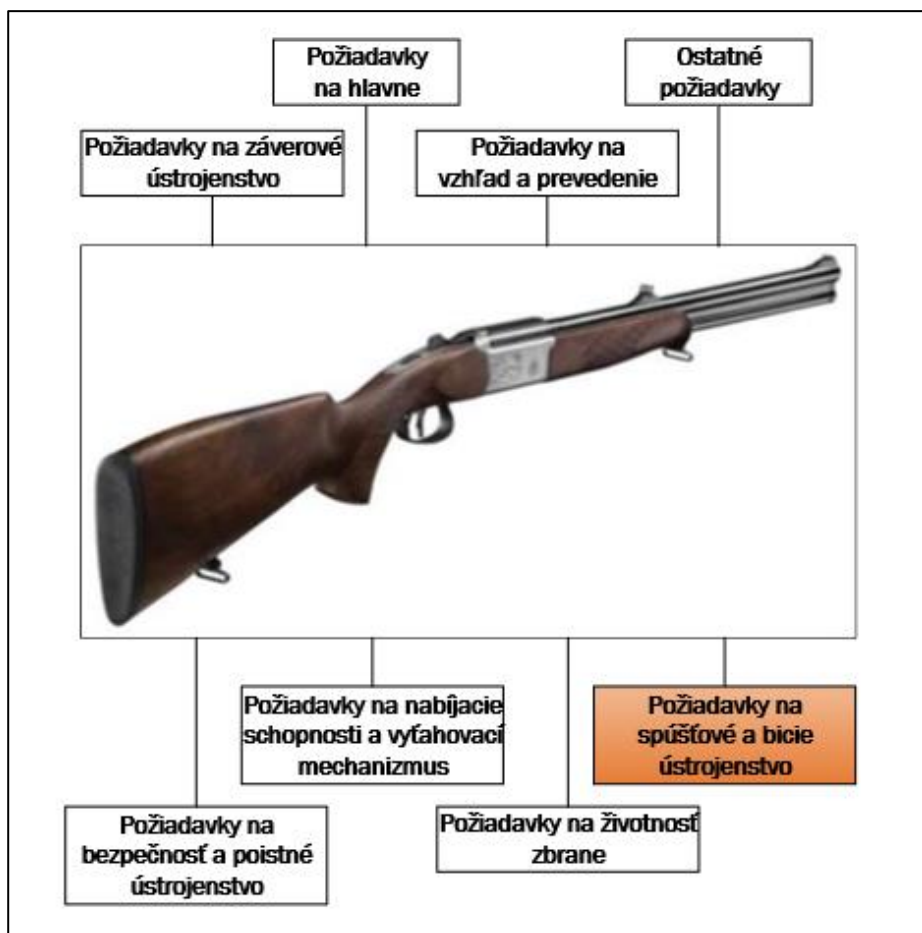 Požiadavky
na hlavne
Ostatné
požiadavky
Požiadavky na záverové
ústrojenstvo
Požiadavky na
vzhľad a prevedenie
Požiadavky na nabíjacie
schopnosti a vyťahovací
mechanizmus
Požiadavky na
spúšťové a bicie
ústrojenstvo
Požiadavky na
bezpečnosť a poistné
ústrojenstvo
Požiadavky na životnosť
zbrane